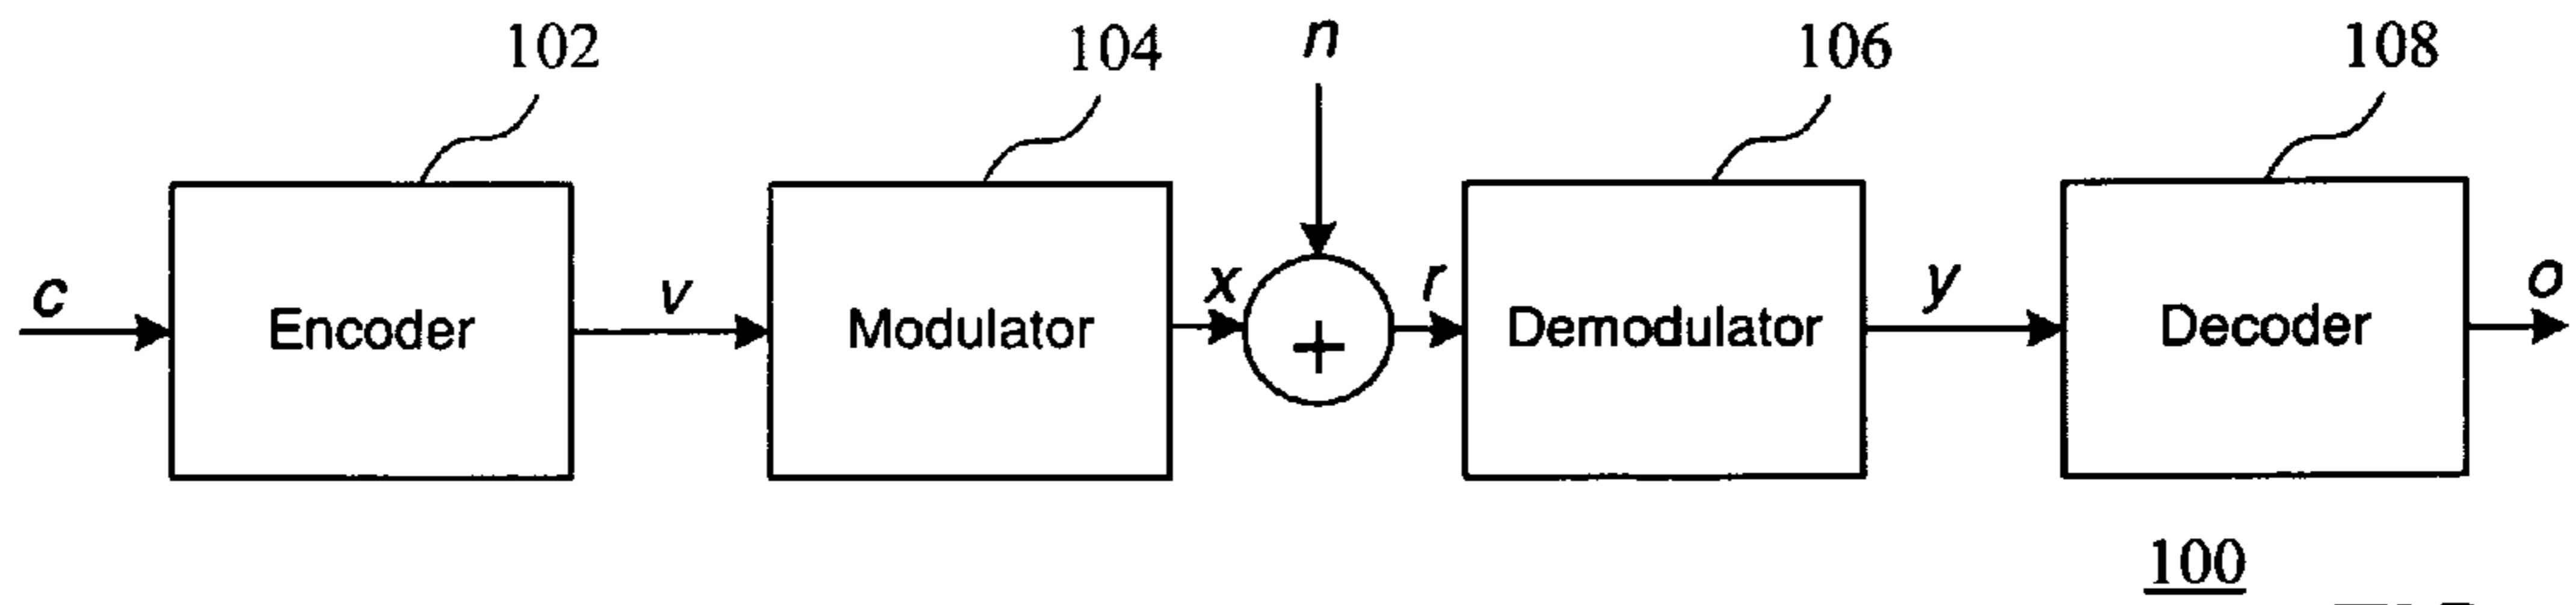 102 104 n 106 108
c Encoder v Modulator x + r Demodulator y Decoder o
100